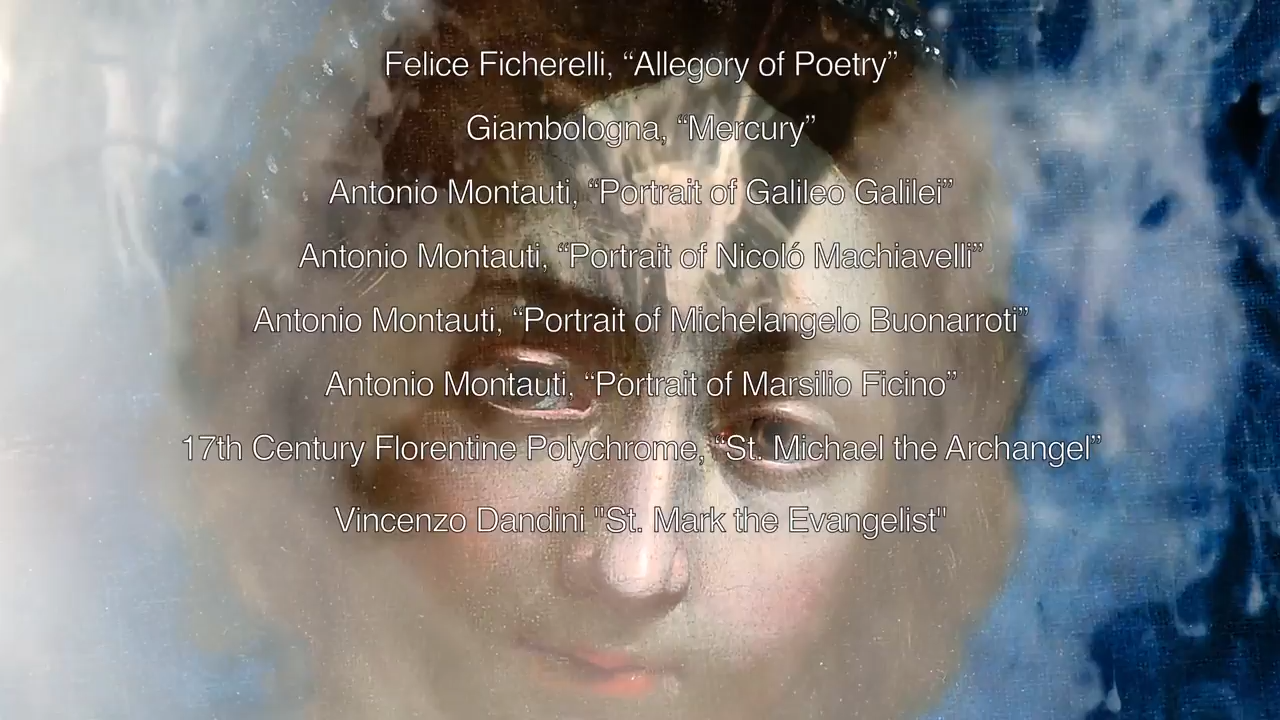 Felice Ficherelli, “Allegory of Poetry”
Giambologna, “Mercury”
Antonio Montauti, “Portrait of Galileo Galilei”
Antonio Montauti, “Portrait of Nicoló Machiavelli”
Antonio Montauti, “Portrait of Michelangelo Buonarroti”
Antonio Montauti, “Portrait of Marsilio Ficino”
17th Century Florentine Polychrome, “St. Michael the Archangel”
Vincenzo Dandini "St. Mark the Evangelist"